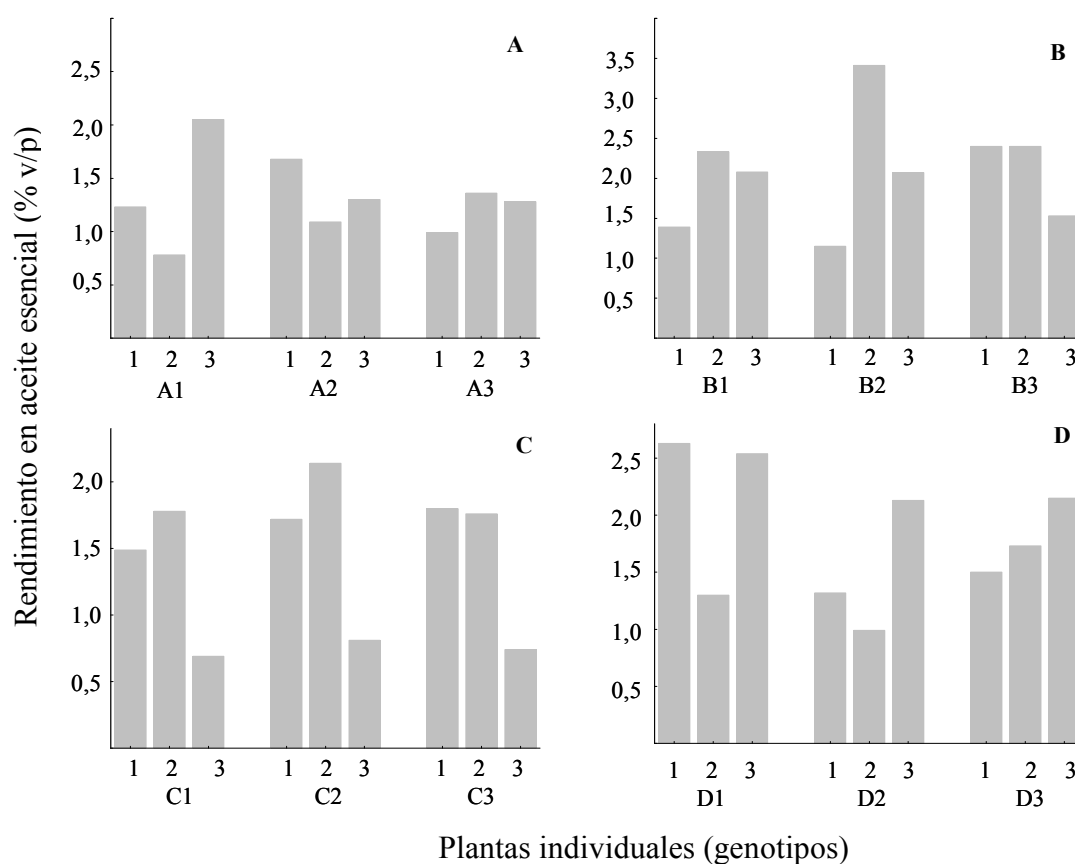 Rendimiento en aceite esencial (% v/p)
A
2,5
2,0
1,5
1,0
0,5
1 2 3 1 2 3 1 2 3
A1 A2 A3
B
3,5
3,0
2,5
2,0
1,5
1,0
0,5
1 2 3 1 2 3 1 2 3
B1 B2 B3
C
2,0
1,5
1,0
0,5
1 2 3 1 2 3 1 2 3
C1 C2 C3
D
2,5
2,0
1,5
1,0
0,5
1 2 3 1 2 3 1 2 3
D1 D2 D3
Plantas individuales (genotipos)